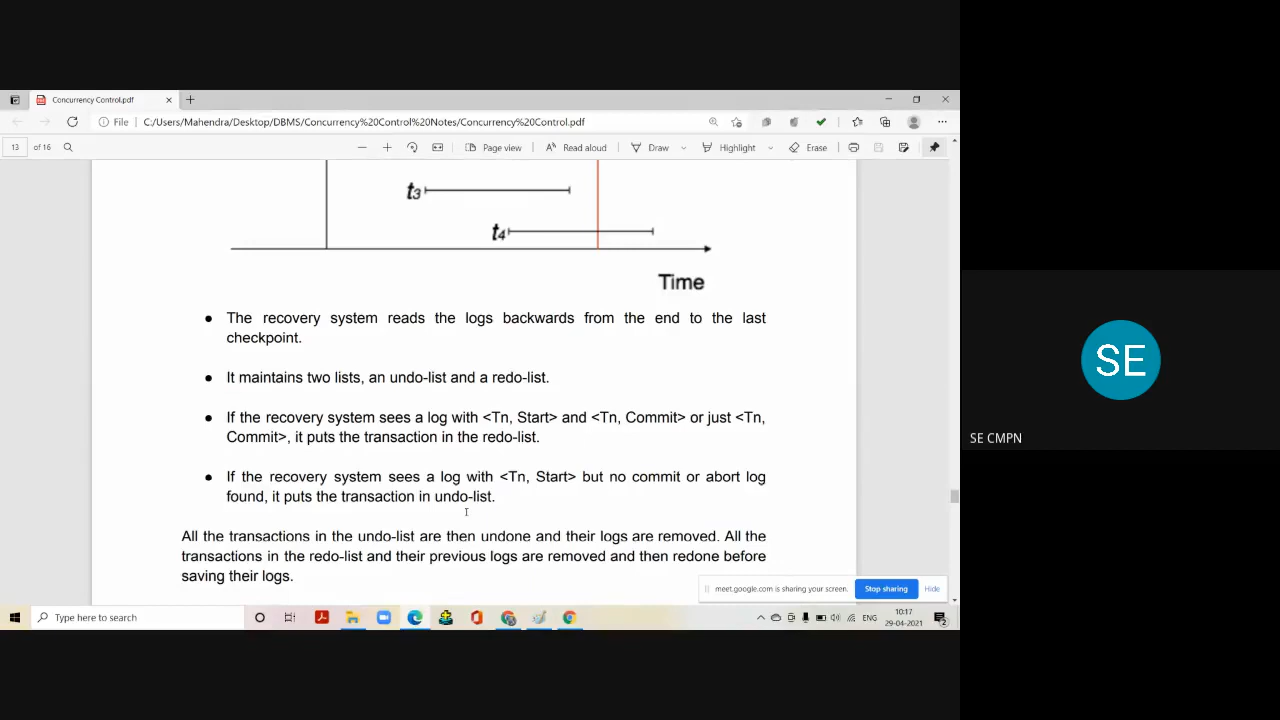 Concurrency Control.pdf
File
C:/Users/Mahendra/Desktop/DBMS/Concurrency%20Control%20Notes/Concurrency%20Control.pdf
13 of 16
Page view
Read aloud
Draw
Highlight
Erase
t3
t4
Time
● The recovery system reads the logs backwards from the end to the last
checkpoint.
● It maintains two lists, an undo-list and a redo-list.
● If the recovery system sees a log with <Tn, Start> and <Tn, Commit> or just <Tn,
Commit>, it puts the transaction in the redo-list.
● If the recovery system sees a log with <Tn, Start> but no commit or abort log
found, it puts the transaction in undo-list.
All the transactions in the undo-list are then undone and their logs are removed. All the
transactions in the redo-list and their previous logs are removed and then redone before
saving their logs.
meet.google.com is sharing your screen.
Stop sharing
Hide
Type here to search
ENG
10:17
29-04-2021
2
SE
SE CMPN